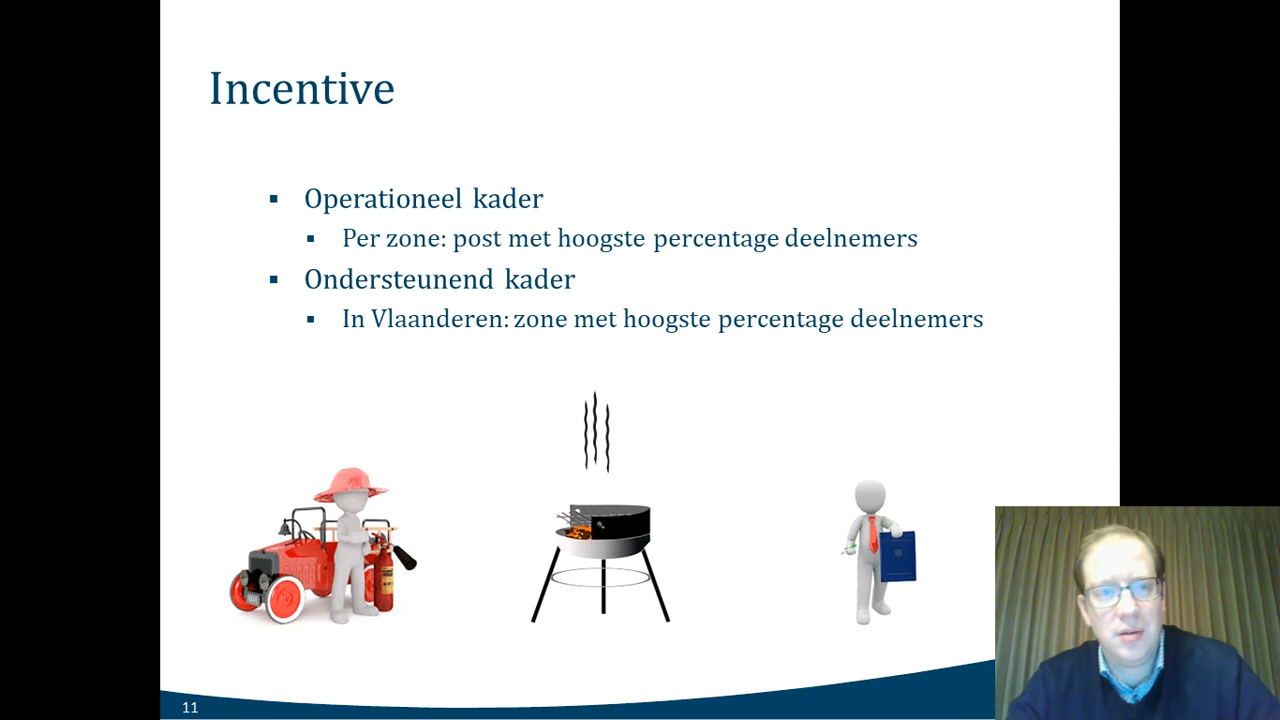 Incentive
▪ Operationeel kader
▪ Per zone: post met hoogste percentage deelnemers
▪ Ondersteunend kader
▪ In Vlaanderen: zone met hoogste percentage deelnemers
11